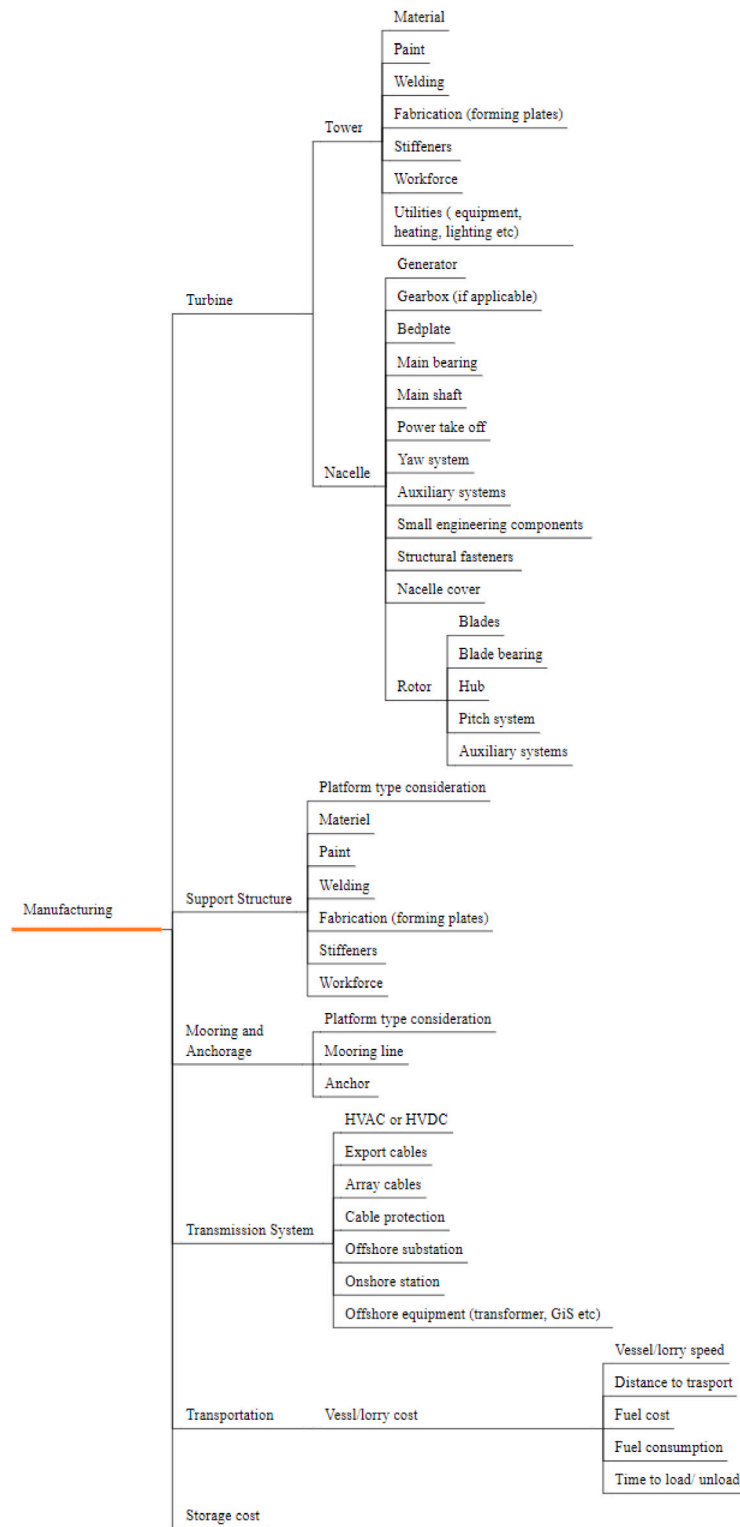 Material
Paint
Welding
Fabrication (forming plates)
Tower
Stiffeners
Workforce
Utilities ( equipment,
heating, lighting etc)
Generator
Turbine
Gearbox (if applicable)
Bedplate
Main bearing
Main shaft
Power take off
Yaw system
Nacelle
Auxiliary systems
Small engineering components
Structural fasteners
Nacelle cover
Blades
Blade bearing
Rotor
Hub
Pitch system
Auxiliary systems
Platform type consideration
Materiel
Paint
Welding
Support Structure
Manufacturing
Fabrication (forming plates)
Stiffeners
Workforce
Platform type consideration
Mooring and
Anchorage
Mooring line
Anchor
HVAC or HVDC
Export cables
Array cables
Cable protection
Transmission System
Offshore substation
Onshore station
Offshore equipment (transformer, GiS etc)
Vessel/lorry speed
Distance to trasport
Transportation
Vessl/lorry cost
Fuel cost
Fuel consumption
Time to load/ unload
Storage cost